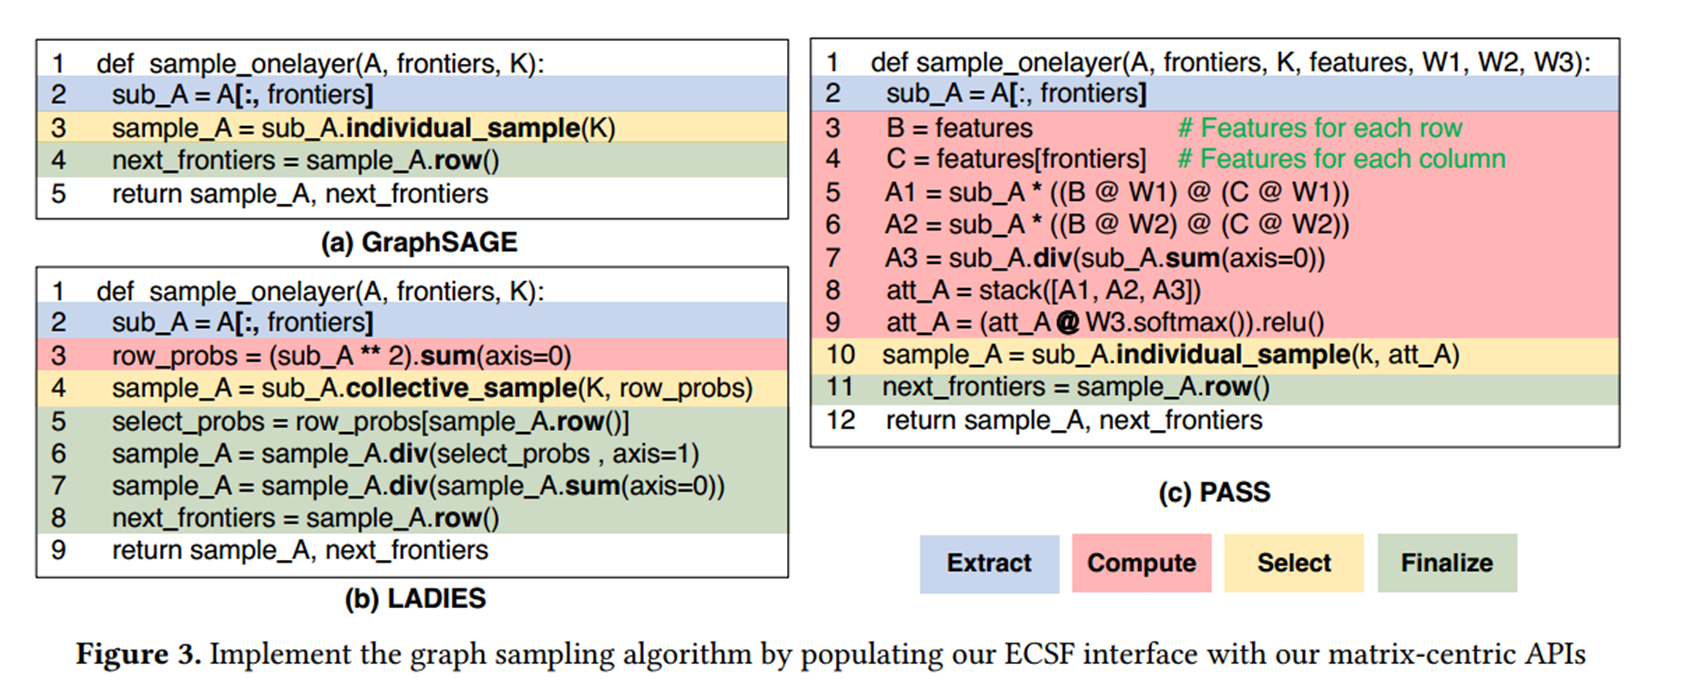 1 def sample_onelayer(A, frontiers, K):
2 sub_A = A[:, frontiers]
3 sample_A = sub_A.individual_sample(K)
4 next_frontiers = sample_A.row()
5 return sample_A, next_frontiers
(a) GraphSAGE
1 def sample_onelayer(A, frontiers, K):
2 sub_A = A[:, frontiers]
3 row_probs = (sub_A ** 2).sum(axis=0)
4 sample_A = sub_A.collective_sample(K, row_probs)
5 select_probs = row_probs[sample_A.row()]
6 sample_A = sample_A.div(select_probs , axis=1)
7 sample_A = sample_A.div(sample_A.sum(axis=0))
8 next_frontiers = sample_A.row()
9 return sample_A, next_frontiers
(b) LADIES
1 def sample_onelayer(A, frontiers, K, features, W1, W2, W3):
2 sub_A = A[:, frontiers]
3 B = features # Features for each row
4 C = features[frontiers] # Features for each column
5 A1 = sub_A * ((B @ W1) @ (C @ W1))
6 A2 = sub_A * ((B @ W2) @ (C @ W2))
7 A3 = sub_A.div(sub_A.sum(axis=0))
8 att_A = stack([A1, A2, A3])
9 att_A = (att_A @ W3.softmax()).relu()
10 sample_A = sub_A.individual_sample(k, att_A)
11 next_frontiers = sample_A.row()
12 return sample_A, next_frontiers
(c) PASS
Extract Compute Select Finalize
Figure 3. Implement the graph sampling algorithm by populating our ECSF interface with our matrix-centric APIs